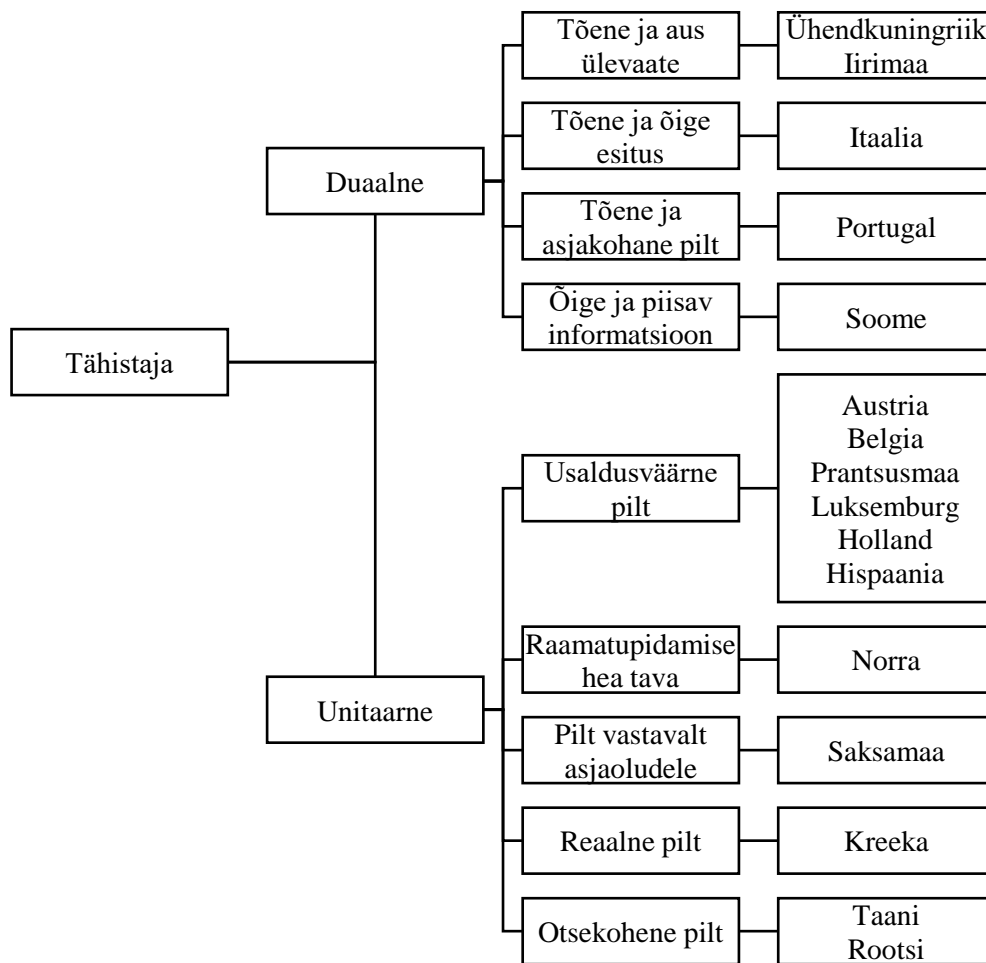 Tähistaja
Duaalne
Tõene ja aus
ülevaate
Ühendkuningriik
Iirimaa
Tõene ja õige
esitus
Itaalia
Tõene ja
asjakohane pilt
Portugal
Õige ja piisav
informatsioon
Soome
Unitaarne
Usaldusväärne
pilt
Austria
Belgia
Prantsusmaa
Luksemburg
Holland
Hispaania
Raamatupidamise
hea tava
Norra
Pilt vastavalt
asjaoludele
Saksamaa
Reaalne pilt
Kreeka
Otsekohene pilt
Taani
Rootsi